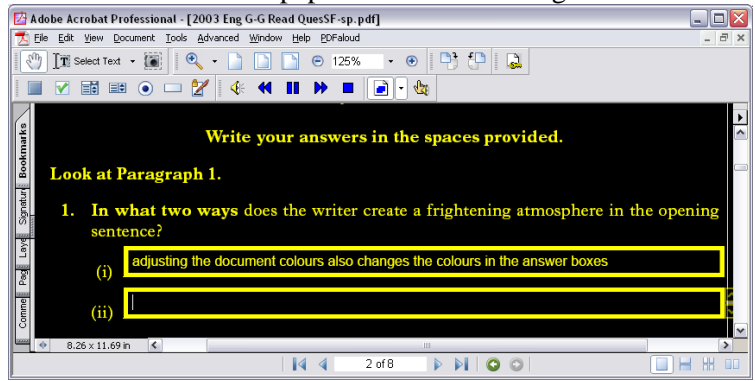 Adobe Acrobat Professional - [2003 Eng G-G Read QuesSF-sp.pdf]
File Edit View Document Tools Advanced Window Help PDFaloud
Select Text 125%
Write your answers in the spaces provided.
Look at Paragraph 1.
1. In what two ways does the writer create a frightening atmosphere in the opening
sentence?
(i) adjusting the document colours also changes the colours in the answer boxes
(ii)
Bookmarks
Signatur
Laye
Pag
Comme
8.26 x 11.69 in
2 of 8